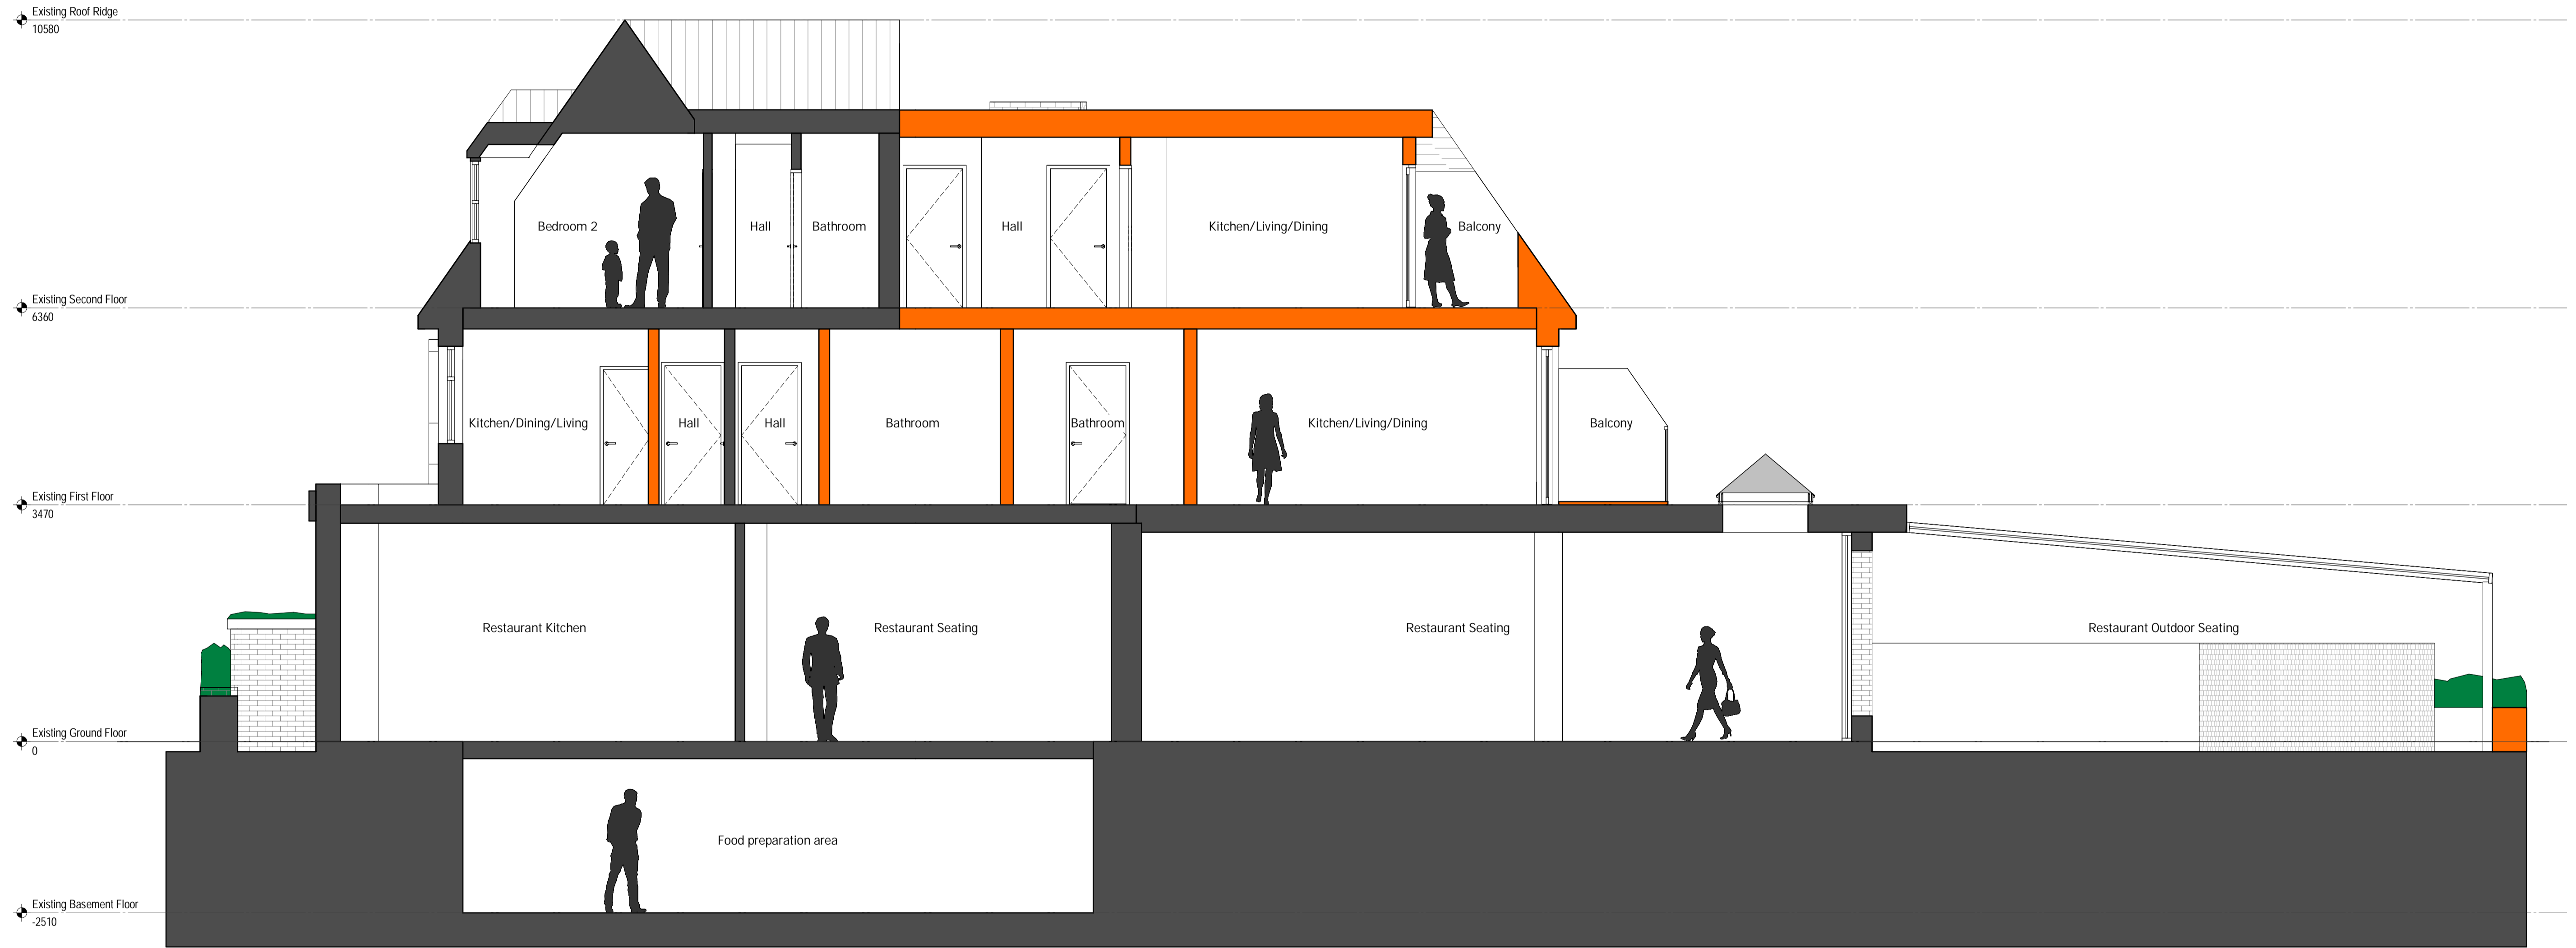 Existing Roof Ridge
10580
Bedroom 2
Hall
Bathroom
Hall
Kitchen/Living/Dining
Balcony
Existing Second Floor
6360
Kitchen/Dining/Living
Hall
Hall
Bathroom
Bathroom
Kitchen/Living/Dining
Balcony
Existing First Floor
3470
Restaurant Kitchen
Restaurant Seating
Restaurant Seating
Restaurant Outdoor Seating
Existing Ground Floor
0
Food preparation area
Existing Basement Floor
-2510